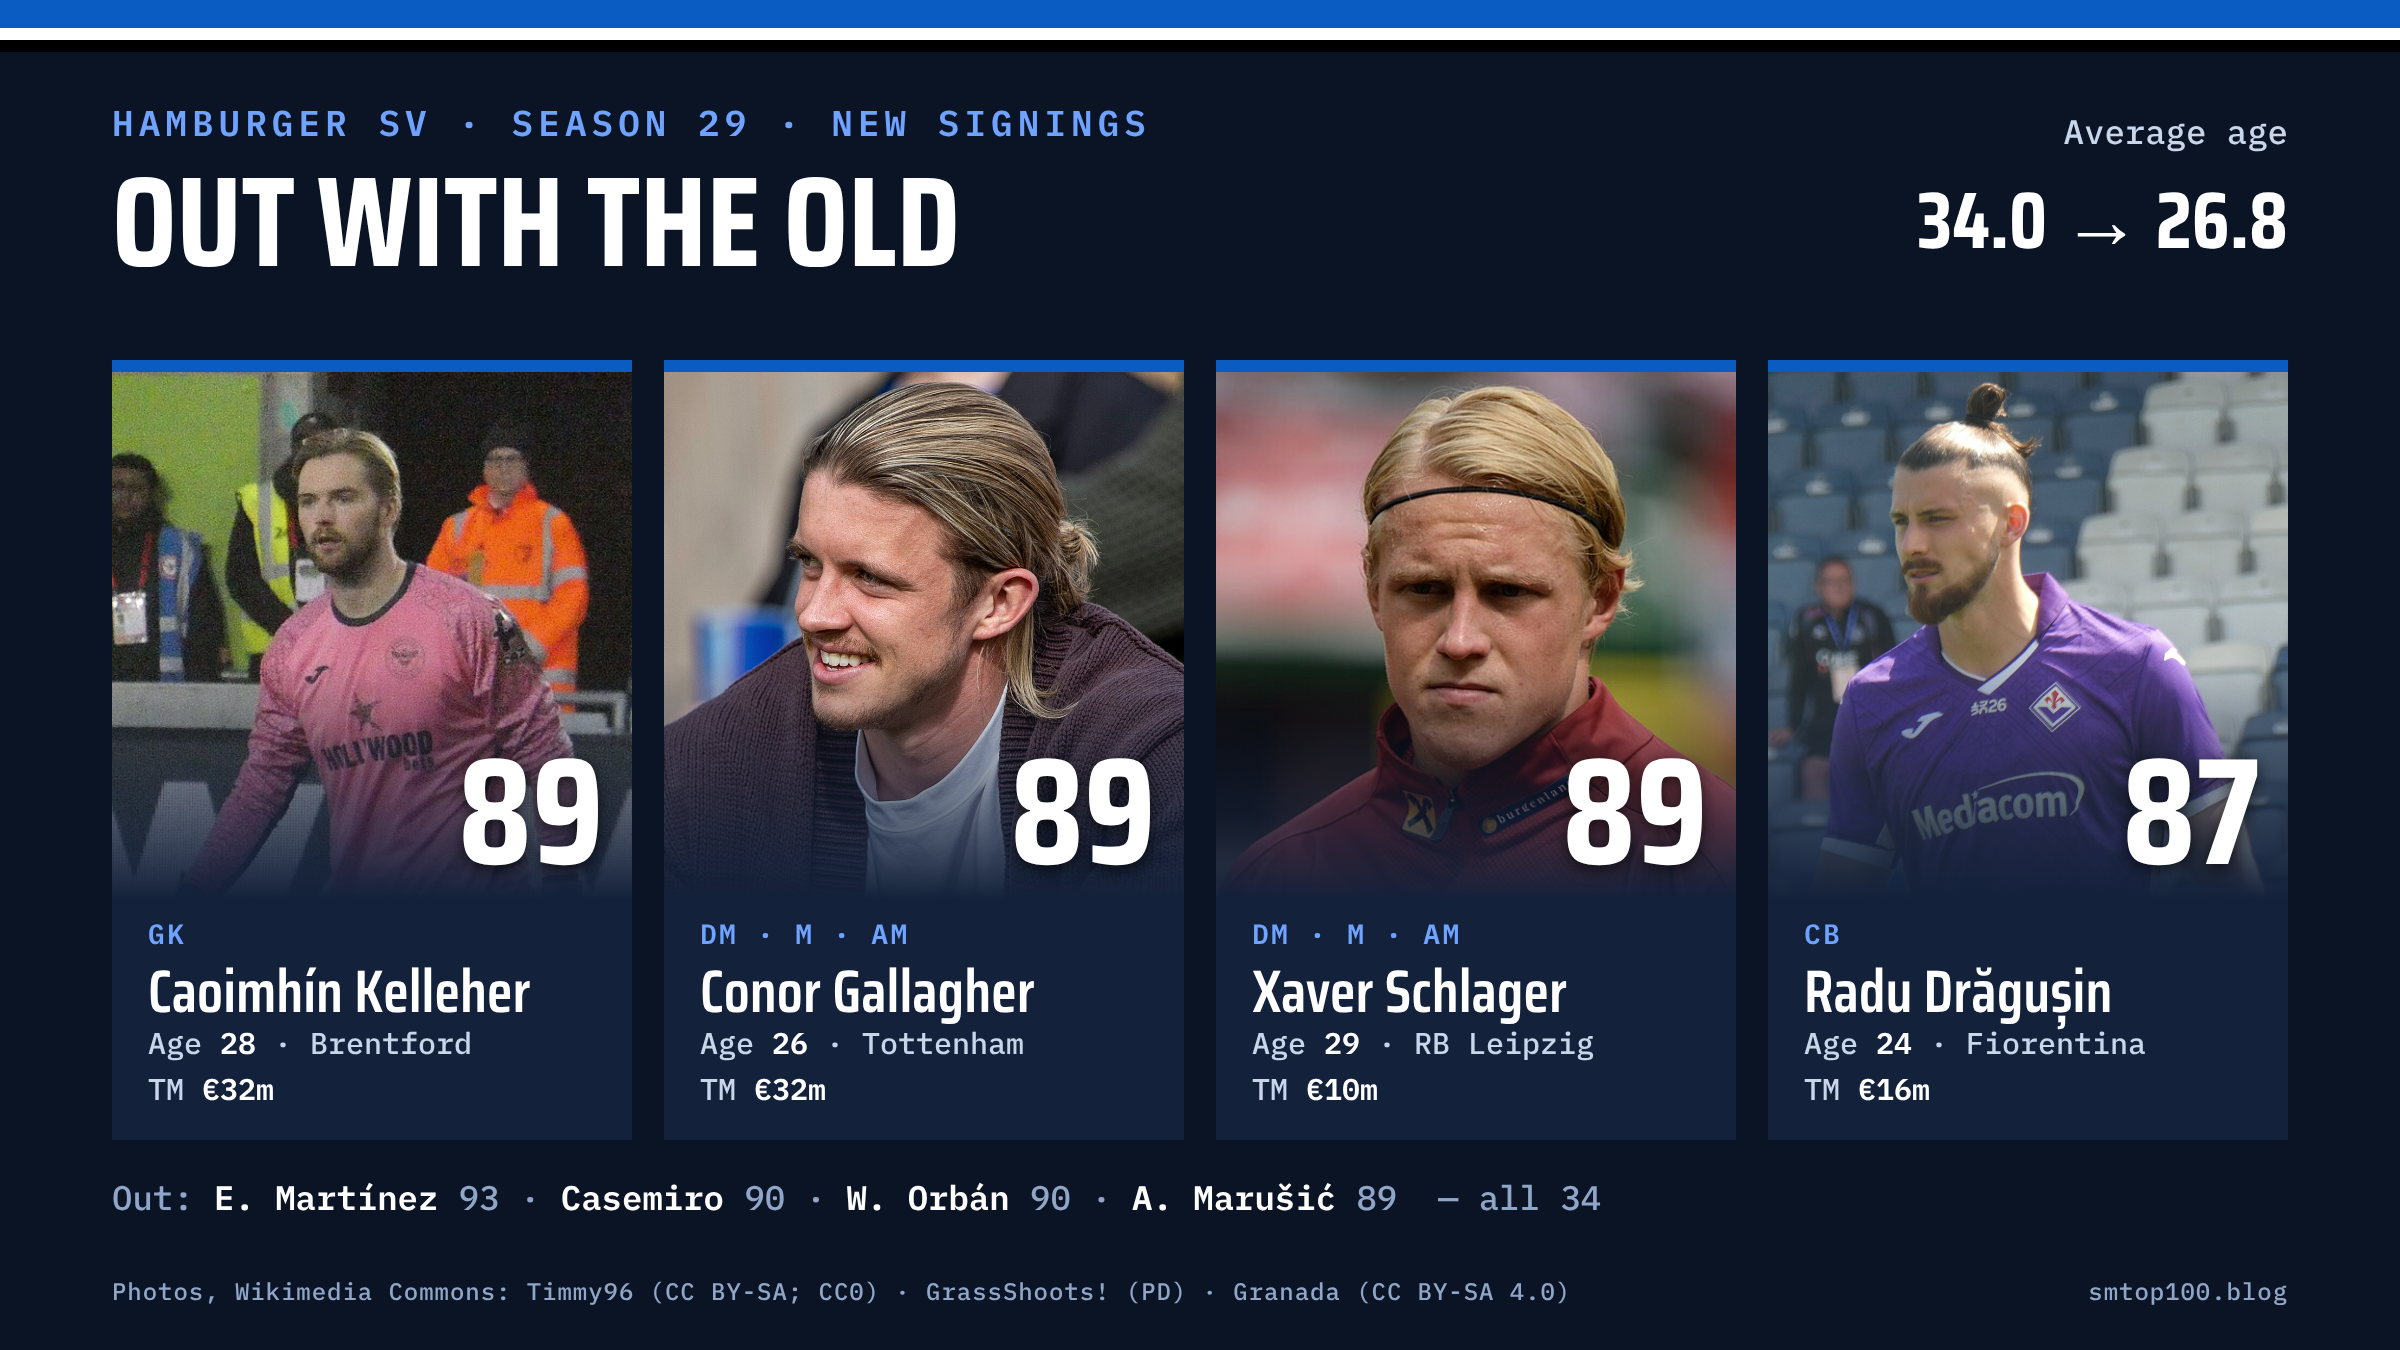 HAMBURGER SV · SEASON 29 · NEW SIGNINGS
OUT WITH THE OLD
Average age
34.0 → 26.8
HOLLYWOOD
bets
89
89
burgenlan
89
Mediacom
87
GK
Caoimhín Kelleher
Age 28 · Brentford
TM €32m
DM · M · AM
Conor Gallagher
Age 26 · Tottenham
TM €32m
DM · M · AM
Xaver Schlager
Age 29 · RB Leipzig
TM €10m
CB
Radu Drăgușin
Age 24 · Fiorentina
TM €16m
Out: E. Martínez 93 · Casemiro 90 · W. Orbán 90 · A. Marušić 89 — all 34
Photos, Wikimedia Commons: Timmy96 (CC BY-SA; CC0) · GrassShoots! (PD) · Granada (CC BY-SA 4.0)
smtop100.blog